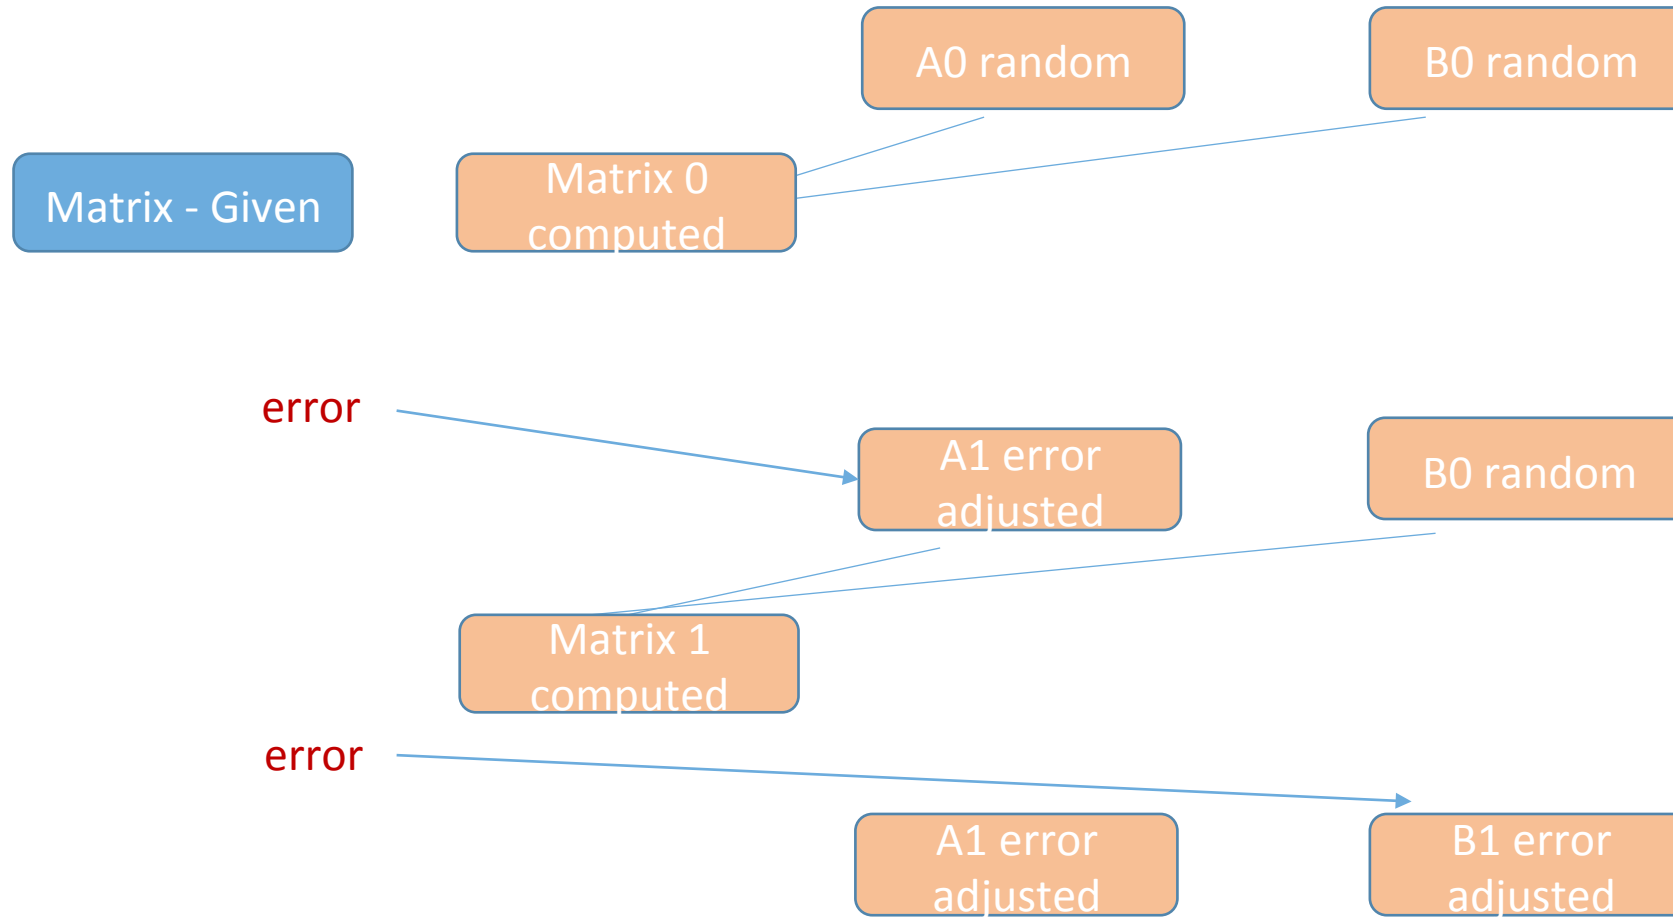 A0 random
B0 random
Matrix - Given
Matrix 0
computed
error
A1 error
adjusted
B0 random
Matrix 1
computed
error
A1 error
adjusted
B1 error
adjusted